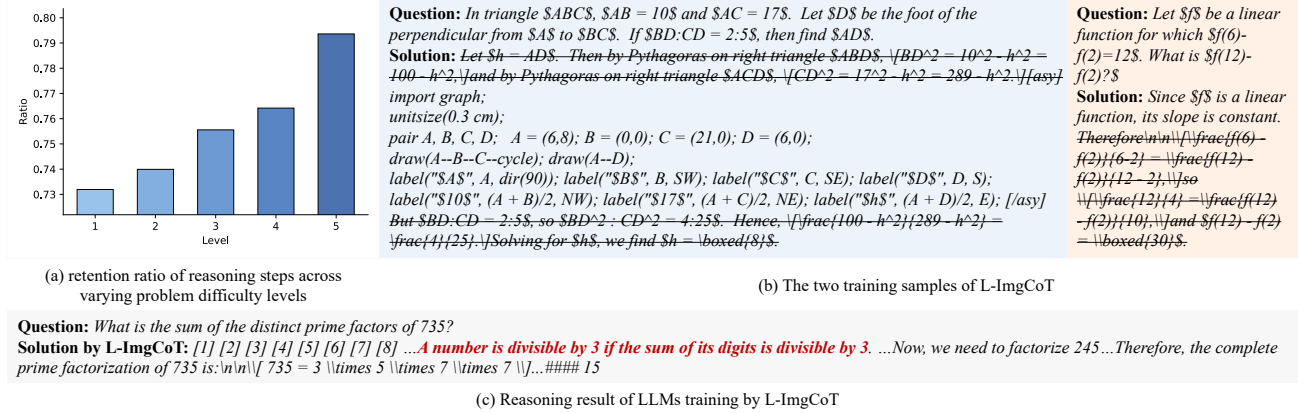 0.80
0.79
0.78
0.77
0.76
0.75
0.74
0.73
Ratio
1 2 3 4 5
Level
(a) retention ratio of reasoning steps across
varying problem difficulty levels
Question: In triangle $ABC$, $AB = 10$ and $AC = 17$. Let $D$ be the foot of the
perpendicular from $A$ to $BC$. If $BD:CD = 2:5$, then find $AD$.
Solution: Let $h = AD$. Then by Pythagoras on right triangle $ABD$, \[BD^2 = 10^2 - h^2 =
100 - h^2,\]and by Pythagoras on right triangle $ACD$, \[CD^2 = 17^2 - h^2 = 289 - h^2.\][asy]
import graph;
unitsize(0.3 cm);
pair A, B, C, D; A = (6,8); B = (0,0); C = (21,0); D = (6,0);
draw(A--B--C--cycle); draw(A--D);
label("$A$", A, dir(90)); label("$B$", B, SW); label("$C$", C, SE); label("$D$", D, S);
label("$10$", (A + B)/2, NW); label("$17$", (A + C)/2, NE); label("$h$", (A + D)/2, E); [/asy]
But $BD:CD = 2:5$, so $BD^2 : CD^2 = 4:25$. Hence, \[\frac{100 - h^2}{289 - h^2} =
\frac{4}{25}.\]Solving for $h$, we find $h = \boxed{8}$.
Question: Let $f$ be a linear
function for which $f(6)-
f(2)=12$. What is $f(12)-
f(2)?$
Solution: Since $f$ is a linear
function, its slope is constant.
Therefore\n\n\\[\\frac{f(6) -
f(2)}{6-2} = \\frac{f(12) -
f(2)}{12 - 2},\\]so
\\[\\frac{12}{4} = \\frac{f(12)
- f(2)}{10},\\]and $f(12) - f(2)
= \\boxed{30}$.
(b) The two training samples of L-ImgCoT
Question: What is the sum of the distinct prime factors of 735?
Solution by L-ImgCoT: [1] [2] [3] [4] [5] [6] [7] [8] ...A number is divisible by 3 if the sum of its digits is divisible by 3. ...Now, we need to factorize 245...Therefore, the complete
prime factorization of 735 is:\n\n\\[ 735 = 3 \\times 5 \\times 7 \\times 7 \\]...#### 15
(c) Reasoning result of LLMs training by L-ImgCoT